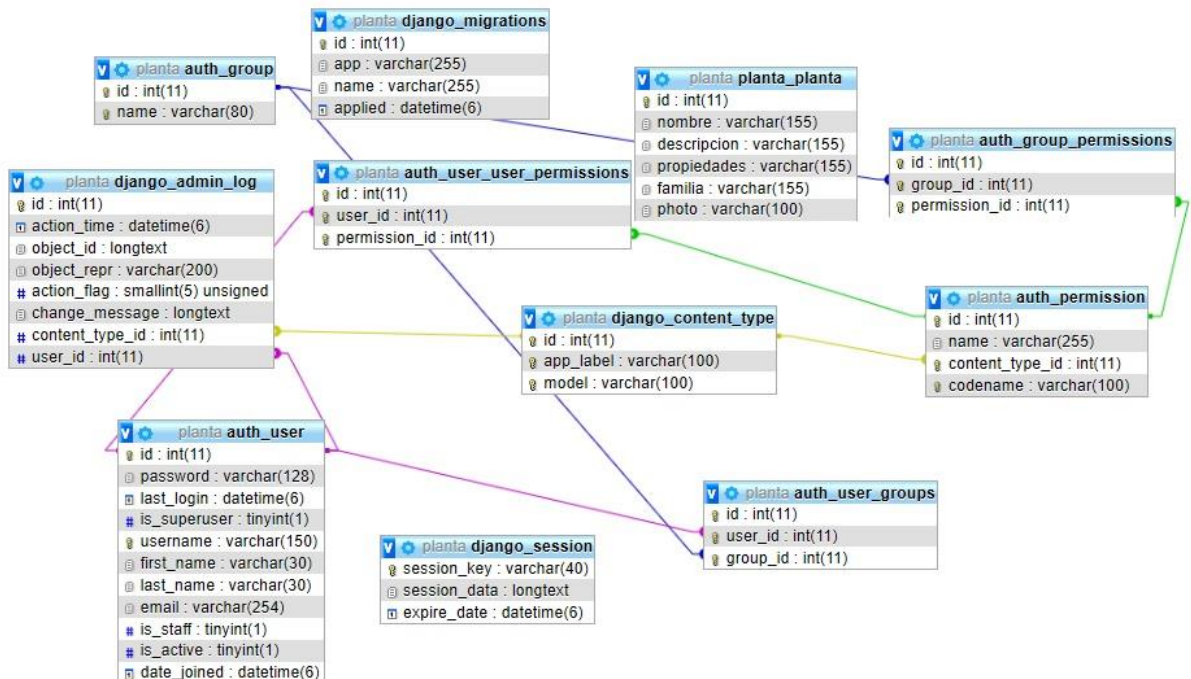 planta django_migrations
id : int(11)
app : varchar(255)
name : varchar(255)
applied : datetime(6)
planta auth_group
id : int(11)
name : varchar(80)
planta planta_planta
id : int(11)
nombre : varchar(155)
descripcion : varchar(155)
propiedades : varchar(155)
familia : varchar(155)
photo : varchar(100)
planta auth_group_permissions
id : int(11)
group_id : int(11)
permission_id : int(11)
planta django_admin_log
id : int(11)
action_time : datetime(6)
object_id : longtext
object_repr : varchar(200)
action_flag : smallint(5) unsigned
change_message : longtext
content_type_id : int(11)
user_id : int(11)
planta auth_user_user_permissions
id : int(11)
user_id : int(11)
permission_id : int(11)
planta auth_permission
id : int(11)
name : varchar(255)
content_type_id : int(11)
codename : varchar(100)
planta django_content_type
id : int(11)
app_label : varchar(100)
model : varchar(100)
planta auth_user
id : int(11)
password : varchar(128)
last_login : datetime(6)
is_superuser : tinyint(1)
username : varchar(150)
first_name : varchar(30)
last_name : varchar(30)
email : varchar(254)
is_staff : tinyint(1)
is_active : tinyint(1)
date_joined : datetime(6)
planta auth_user_groups
id : int(11)
user_id : int(11)
group_id : int(11)
planta django_session
session_key : varchar(40)
session_data : longtext
expire_date : datetime(6)